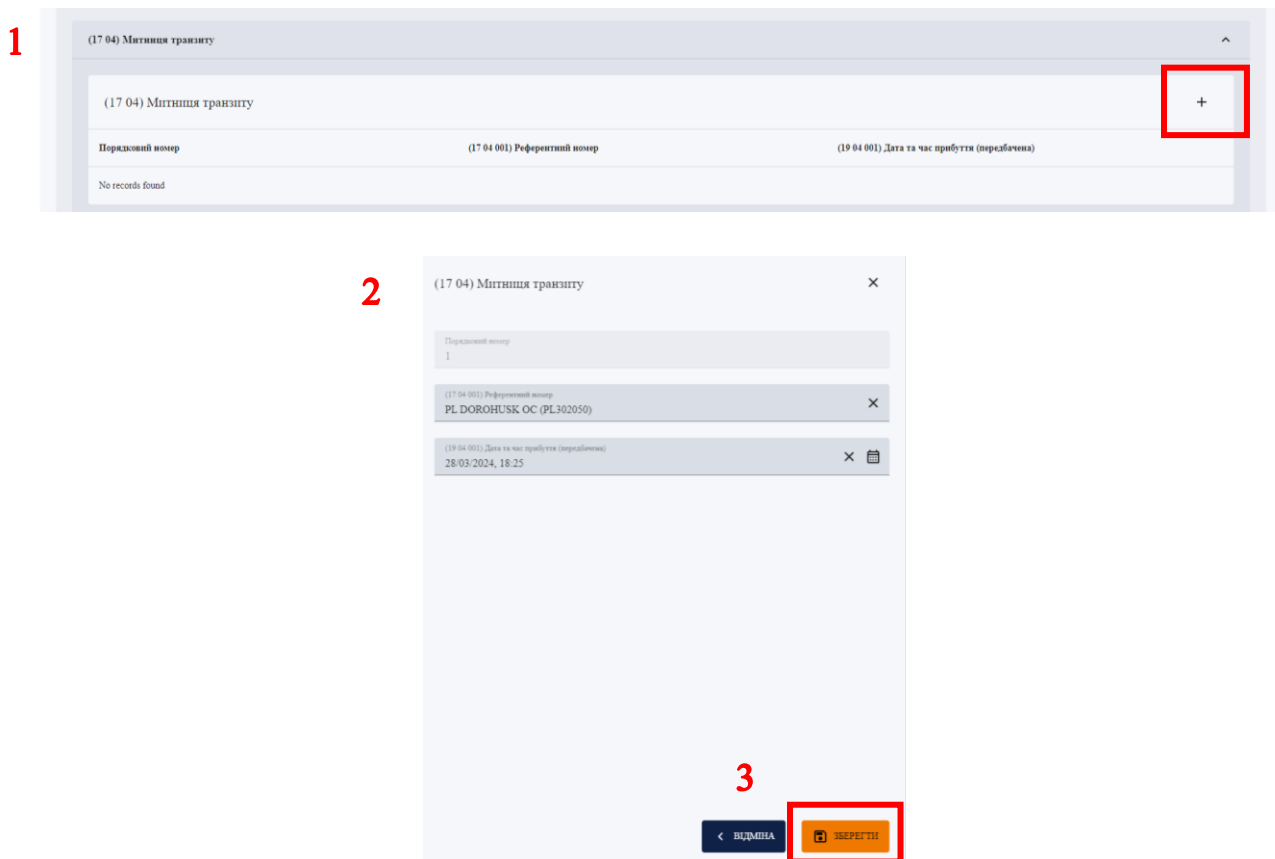 1
(17 04) Митниця транзиту
(17 04) Митниця транзиту
+
Порядковий номер (17 04 001) Референтний номер (19 04 001) Дата та час прибуття (передбачена)
No records found
2
(17 04) Митниця транзиту
Порядковий номер
1
(17 04 001) Референтний номер
PL DOROHUSK OC (PL302050)
(19 04 001) Дата та час прибуття (передбачена)
28/03/2024, 18:25
3
ВІДМІНА ЗБЕРЕГТИ